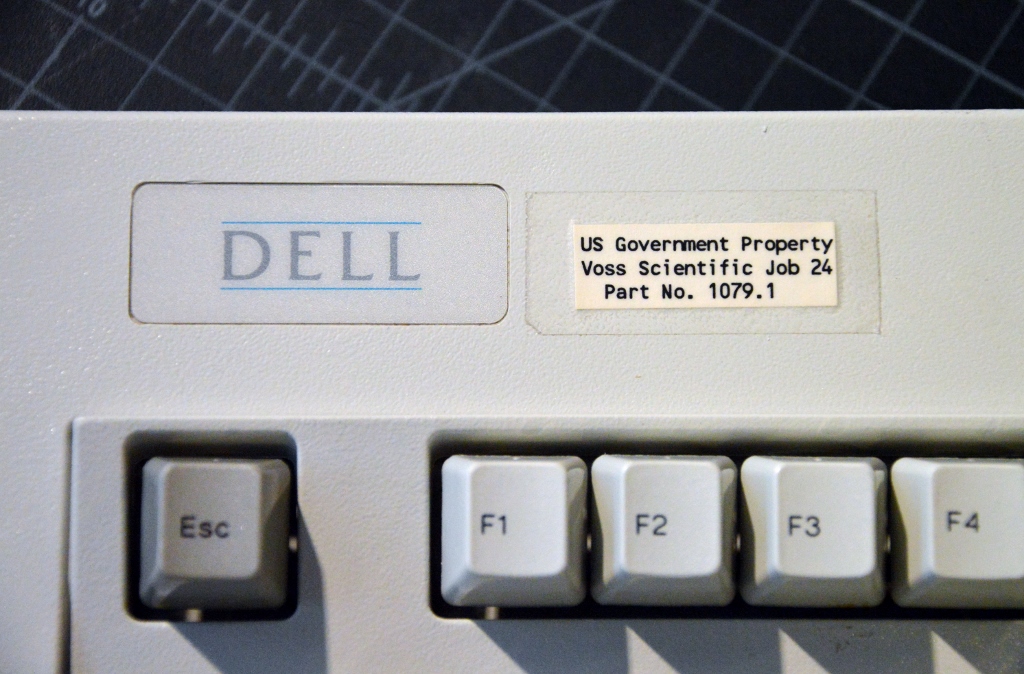 DELL
US Government Property
Voss Scientific Job 24
Part No. 1079.1
Esc F1 F2 F3 F4